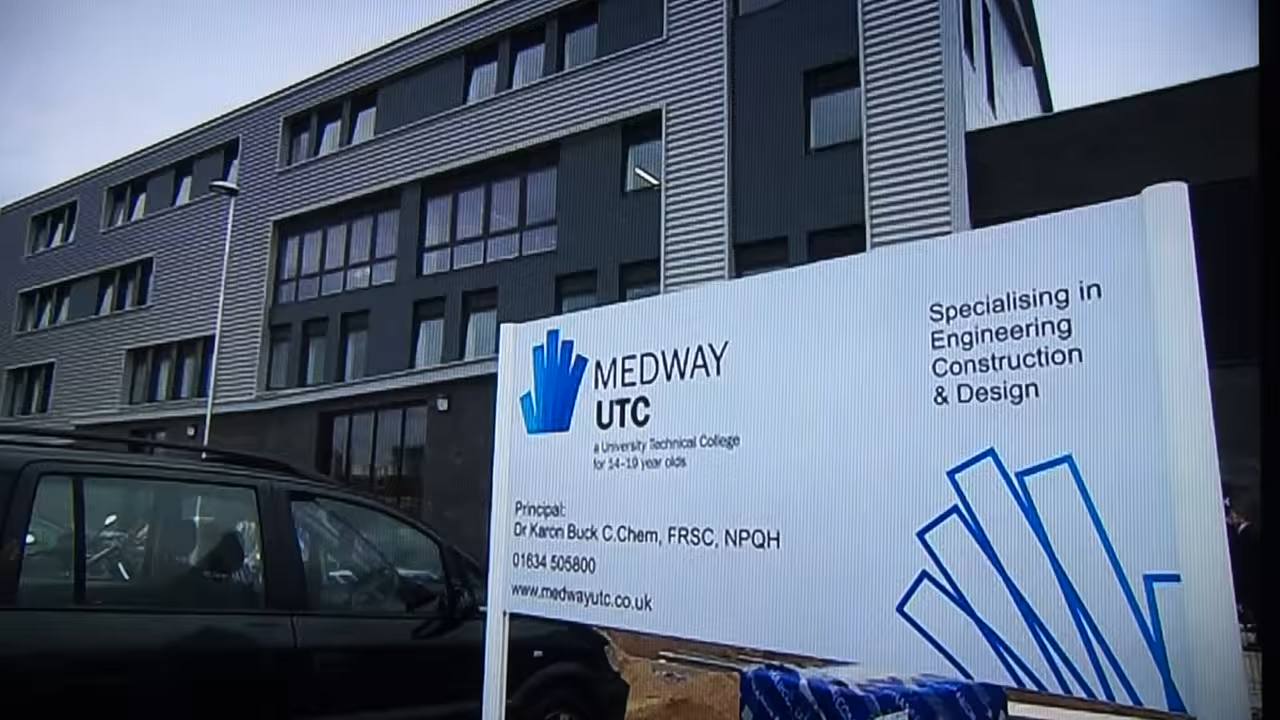 MEDWAY
UTC
a University Technical College
for 14-19 year olds
Specialising in
Engineering
Construction
& Design
Principal:
Dr Karon Buck C.Chem, FRSC, NPQH
01634 505800
www.medwayutc.co.uk